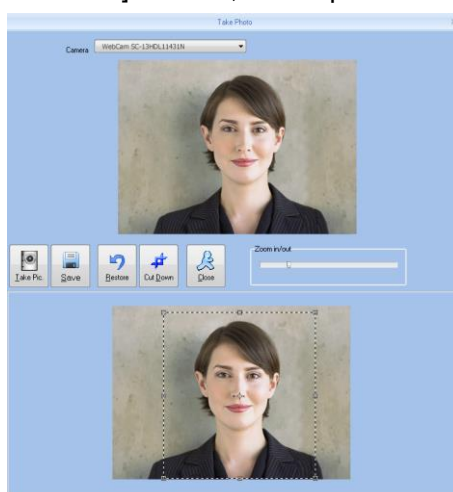 Take Photo
Camera WebCam SC-13HDL11431N
Zoom in/out
Take Pic. Save Restore Cut Down Close